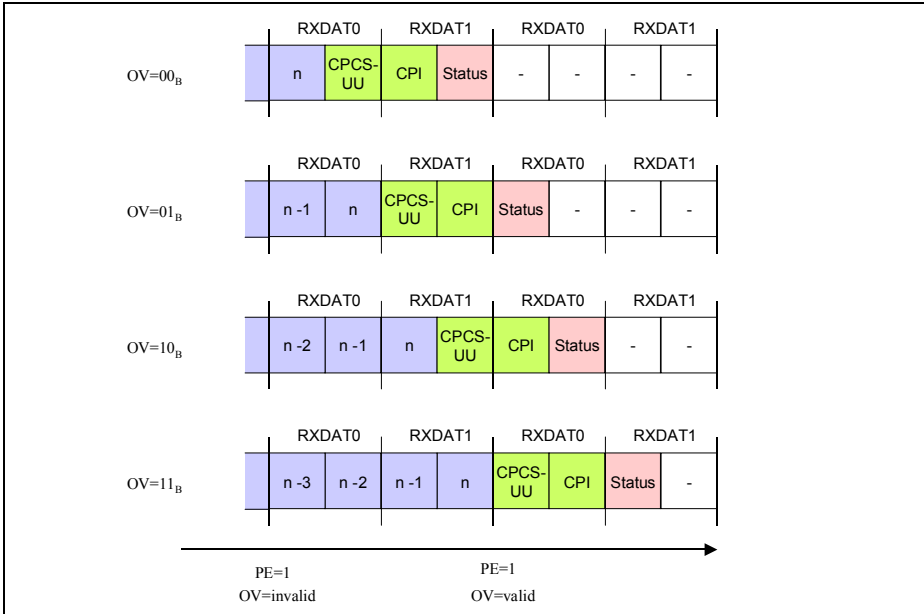 RXDAT0 RXDAT1 RXDAT0 RXDAT1
OV=00B n CPCS-UU CPI Status - - - -
RXDAT0 RXDAT1 RXDAT0 RXDAT1
OV=01B n -1 n CPCS-UU CPI Status - - -
RXDAT0 RXDAT1 RXDAT0 RXDAT1
OV=10B n -2 n -1 n CPCS-UU CPI Status - -
RXDAT0 RXDAT1 RXDAT0 RXDAT1
OV=11B n -3 n -2 n -1 n CPCS-UU CPI Status -
PE=1 PE=1
OV=invalid OV=valid